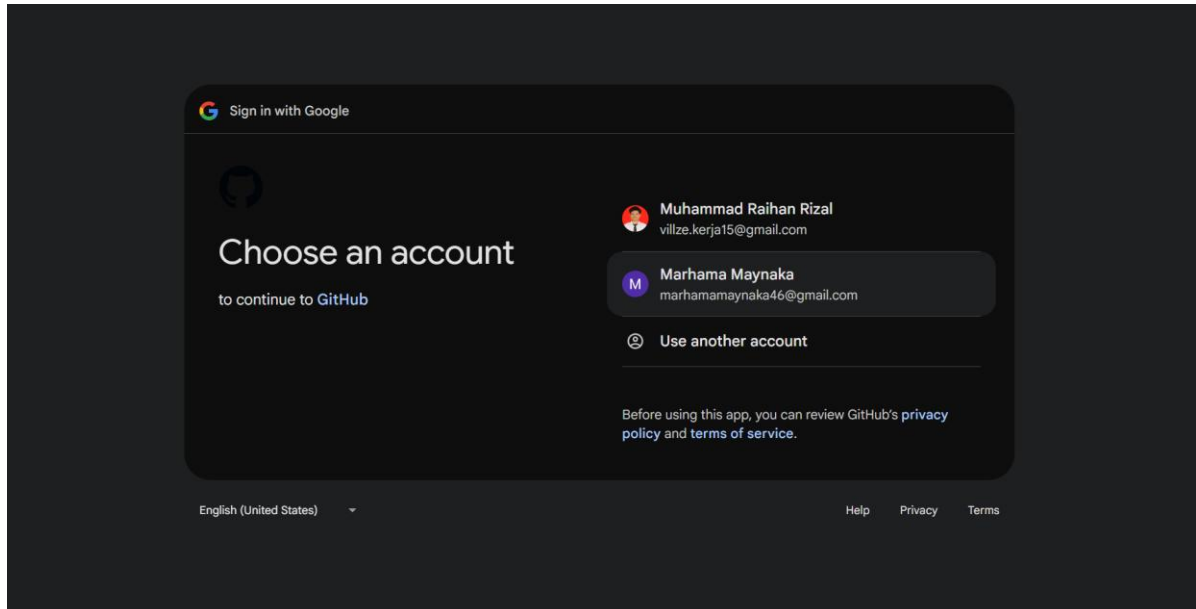 Sign in with Google
Choose an account
to continue to GitHub
Muhammad Raihan Rizal
villze.kerja15@gmail.com
M
Marhama Maynaka
marhamamaynaka46@gmail.com
Use another account
Before using this app, you can review GitHub's privacy
policy and terms of service.
English (United States)
Help Privacy Terms